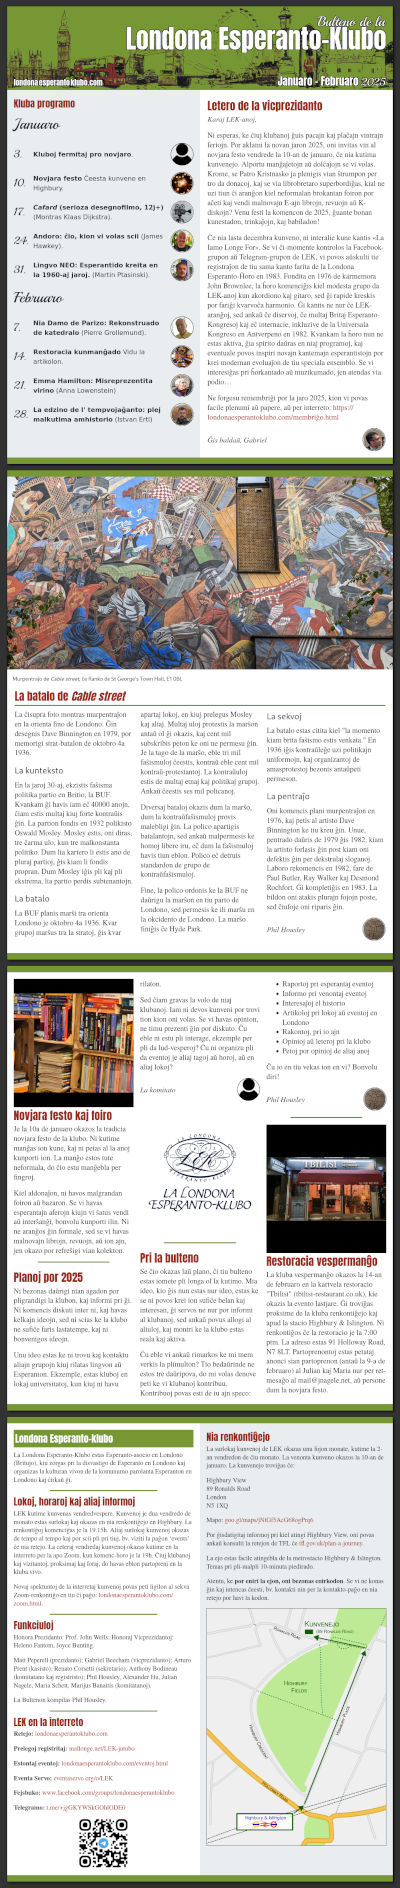 Bulteno de la
Londona Esperanto-Klubo
londonaesperantoklubo.com
Januaro - Februaro 2025
Kluba programo
Januaro
3. Kluboj fermitaj pro novjaro.
10. Novjara festo Ĉeesta kunveno en
Highbury.
17. Cafard (serioza desegnofilmo, 12j+)
(Montras Klaas Dijkstra).
24. Andoro: ĉio, kion vi volas scii (James
Hawkey).
31. Lingvo NEO: Esperantido kreita en
la 1960-aj jaroj. (Martin Ptasinski).
Februaro
7. Nia Damo de Parizo: Rekonstruado
de katedralo (Pierre Grollemund).
14. Restoracia kunmanĝado Vidu la
artikolon.
21. Emma Hamilton: Misreprezentita
virino (Anna Lowenstein)
28. La edzino de l' tempvojaĝanto: plej
malkutima amhistorio (Istvan Ertl)
Letero de la vicprezidanto
Karaj LEK-anoj,
Ni esperas, ke ĉiuj klubanoj ĝuis pacajn kaj plaĉajn vintrajn
feriojn. Por aklami la novan jaron 2025, oni invitas vin al
novjara festo vendrede la 10-an de januaro, ĉe nia kutima
kunvenejo. Alportu manĝaĵetojn aŭ dolĉaĵojn se vi volas.
Krome, se Patro Kristnasko ja plenigis vian ŝtrumpon per
tro da donacoj, kaj se via librobretaro superbordiĝas, kial ne
uzi tiun ĉi aranĝon kiel neformalan brokantan foiron por
aĉeti kaj vendi malnovajn E-ajn librojn, revuojn aŭ K-
diskojn? Venu festi la komencon de 2025, ĝuante bonan
kunestadon, trinkaĵojn, kaj babiladon!
Ĉe nia lasta decembra kunveno, ni interalie kune kantis «La
Iamo Longe For». Se vi ĉi-momente kontrolos la Facebook-
grupon aŭ Telegram-grupon de LEK, vi povos aŭskulti tie
registraĵon de tiu sama kanto farita de la Londona
Esperanto-Ĥoro en 1983. Fondita en 1976 de karmemora
John Brownlee, la ĥoro komenciĝis kiel modesta grupo da
LEK-anoj kun akordiono kaj gitaro, sed ĝi rapide kreskis
por fariĝi kvarvoĉa harmonio. Ĝi kantis ne nur ĉe LEK-
aranĝoj, sed ankaŭ ĉe diservoj, ĉe multaj Britaj Esperanto-
Kongresoj kaj eĉ internacie, inkluzive de la Universala
Kongreso en Antverpeno en 1982. Kvankam la ĥoro nun ne
estas aktiva, ĝia spirito daŭras en niaj programoj, kaj
eventuale povos inspiri novajn kantemajn esperantistojn por
krei modernan evoluaĵon de tiu speciala ensemblo. Se vi
interesiĝas pri ĥorkantado aŭ muzikumado, jen atendas via
podio…
Ne forgesu remembriĝi por la jaro 2025, kion vi povas
facile plenumi aŭ papere, aŭ per interreto: https://
londonaesperantoklubo.com/membriĝo.html
Ĝis baldaŭ, Gabriel
Murpentraĵo de Cable street, ĉe flanko de St George's Town Hall, E1 0BL
La batalo de Cable street
La ĉisupra foto montras murpentraĵon
en la orienta fino de Londono. Ĝin
desegnis Dave Binnington en 1979, por
memorigi strat-batalon de oktobro 4a
1936.
La kunteksto
En la jaroj 30-aj, ekzistis faŝisma
politika partio en Britio, la BUF.
Kvankam ĝi havis iam ĉ 40000 anojn,
ĉiam estis multaj kiuj forte kontraŭis
ĝin. La partion fondis en 1932 politikisto
Oswald Mosley. Mosley estis, oni diras,
tre ĉarma ulo, kun tre malkonstanta
politiko. Dum lia kariero li estis ano de
pluraj partioj, ĝis kiam li fondis
propran. Dum Mosley iĝis pli kaj pli
ekstrema, lia partio perdis subtenantojn.
La batalo
La BUF planis marŝi tra orienta
Londono je oktobro 4a 1936. Kvar
grupoj marŝus tra la stratoj, ĝis kvar
apartaj lokoj, en kiuj prelegus Mosley
kaj aliaj. Multaj uloj protestis la marŝon
antaŭ ol ĝi okazis, kaj cent mil
subskribis peton ke oni ne permesu ĝin.
Je la tago de la marŝo, eble tri mil
faŝismuloj ĉeestis, kontraŭ eble cent mil
kontraŭ-protestantoj. La kontraŭuloj
estis de multaj etnaj kaj politikaj grupoj.
Ankaŭ ĉeestis ses mil policanoj.
Diversaj bataloj okazis dum la marŝo,
dum la kontraŭfaŝismuloj provis
malebligi ĝin. La polico apartigis
batalantojn, sed ankaŭ malpermesis ke
homoj libere iru, eĉ dum la faŝismuloj
havis tiun eblon. Polico eĉ detruis
standardon de grupo de
kontraŭfaŝismuloj.
Fine, la polico ordonis ke la BUF ne
daŭrigu la marŝon en tiu parto de
Londono, sed permesis ke ili marŝu en
la okcidento de Londono. La marŝo
finiĝis ĉe Hyde Park.
La sekvoj
La batalo estas citita kiel "la momento
kiam brita faŝismo estis venkata." En
1936 iĝis kontraŭleĝe uzi politikajn
uniformojn, kaj organizantoj de
amasprotestoj bezonis antaŭpeti
permeson.
La pentraĵo
Oni komencis plani murpentraĵon en
1976, kaj petis al artisto Dave
Binnington ke tiu kreu ĝin. Unue,
pentrado daŭris de 1979 ĝis 1982, kiam
la artisto forlasis ĝin post kiam oni
defektis ĝin per dekstrulaj sloganoj.
Laboro rekomencis en 1982, fare de
Paul Butler, Ray Walker kaj Desmond
Rochfort. Ĝi kompletiĝis en 1983. La
bildon oni atakis plurajn fojojn poste,
sed ĉiufoje oni riparis ĝin.
Phil Housley
Novjara festo kaj foiro
Je la 10a de januaro okazos la tradicia
novjara festo de la klubo. Ni kutime
manĝas ion kune, kaj ni petas al la anoj
kunporti ion. La manĝo estos tute
neformala, do ĉio estu manĝebla per
fingroj.
Kiel aldonaĵon, ni havos malgrandan
foiron aŭ bazaron. Se vi havas
esperantajn aferojn kiujn vi ŝatus vendi
aŭ interŝanĝi, bonvolu kunporti ilin. Ni
ne aranĝos ĝin formale, sed se vi havas
malnovajn librojn, revuojn, aŭ ion ajn,
jen okazo por refreŝigi vian kolekton.
Planoj por 2025
Ni bezonas daŭrigi nian agadon por
pligrandigi la klubon, kaj informi pri ĝi.
Ni komencis diskuti inter ni, kaj havas
kelkajn ideojn, sed ni scias ke la klubo
ne sufiĉe faris lastatempe, kaj ni
bonvenigos ideojn.
Unu ideo estas ke ni trovu kaj kontaktu
aliajn grupojn kiuj rilatas lingvon aŭ
Esperanton. Ekzemple, estas kluboj en
lokaj universitatoj, kun kiuj ni havu
rilaton.
Sed ĉiam gravas la volo de niaj
klubanoj. Iam ni devos kunveni por trovi
tion kion oni volas. Se vi havas opinion,
ne timu prezenti ĝin por diskuto. Ĉu
eble ni estu pli interage, ekzemple per
pli da lud-vesperoj? Ĉu ni organizu pli
da eventoj je aliaj tagoj aŭ horoj, aŭ en
aliaj lokoj?
La komitato
LA LONDONA
LEK
ESPERANTO-KLUBO
LA LONDONA
ESPERANTO-KLUBO
Pri la bulteno
Se ĉio okazas laŭ plano, ĉi tiu bulteno
estas iomete pli longa ol la kutimo. Mia
ideo, kio ĝis nun estas nur ideo, estas ke
se ni povos krei ion sufiĉe belan kaj
interesan, ĝi servos ne nur por informi
al klubanoj, sed ankaŭ povos allogi al
aliuloj, kaj montri ke la klubo estas
reala kaj aktiva.
Ĉu eble vi ankaŭ rimarkos ke mi mem
verkis la plimulton? Tio bedaŭrinde ne
estos tre daŭripova, do mi volas denove
peti ke vi klubanoj kontribuu.
Kontribuoj povas esti de iu ajn speco:
• Raportoj pri esperantaj eventoj
• Informo pri venontaj eventoj
• Interesaĵoj el historio
• Artikoloj pri lokoj aŭ eventoj en
Londono
• Rakontoj, pri io ajn
• Opinioj aŭ leteroj pri la klubo
• Petoj por opinioj de aliaj anoj
Ĉu io en tiu vekas ion en vi? Bonvolu
diri!
Phil Housley
TBILISI
Restoracia vespermanĝo
La kluba vespermanĝo okazos la 14-an
de februaro en la kartvela restoracio
"Tbilisi" (tbilisi-restaurant.co.uk), kie
okazis la evento lastjare. Ĝi troviĝas
proksime de la kluba renkontiĝejo kaj
apud la stacio Highbury & Islington. Ni
renkontiĝos ĉe la restoracio je la 7:00
ptm. La adreso estas 91 Holloway Road,
N7 8LT. Partoprenontoj estas petataj
anonci sian partoprenon (antaŭ la 9-a de
februaro) al Julian kaj Maria nur per ret-
mesaĝo al mail@jnagele.net, aŭ persone
dum la novjara festo.
Londona Esperanto-Klubo
La Londona Esperanto-Klubo estas Esperanto-asocio en Londono
(Britujo), kiu zorgas pri la disvastigo de Esperanto en Londono kaj
organizas la kulturan vivon de la komunumo parolanta Esperanton en
Londono kaj ĉirkaŭ ĝi.
Lokoj, horaroj kaj aliaj informoj
LEK kutime kunvenas vendredvespere. Kunvenoj je dua vendredo de
monato estas surlokaj kaj okazas en nia renkontiĝejo en Highbury. La
renkontiĝoj komenciĝas je la 19:15h. Aliaj surlokaj kunvenoj okazas
de tempo al tempo kaj por scii pli pri tiuj, bv. viziti la paĝon 'eventoj'
ĉe nia retejo. La ceteraj vendredaj kunvenoj okazas kutime en la
interreto per la apo Zoom, kun komenc-horo je la 19h. Ĉiuj klubanoj
kaj vizitantoj, proksimaj kaj foraj, do havas eblon partopreni en la
kluba vivo.
Novaj spektantoj de la interretaj kunvenoj povas peti ligilon al sekva
Zoom-renkontiĝo en tiu ĉi paĝo: londonaesperantoklubo.com/
zoom.html.
Funkciuloj
Honora Prezidanto: Prof. John Wells; Honoraj Vicprezidantoj:
Heleno Fantom, Joyce Bunting.
Matt Peperell (prezidanto); Gabriel Beecham (vicprezidanto); Arturo
Prent (kasisto); Renato Corsetti (sekretario); Anthony Bodineau
(komitatano kaj registristo), Phil Housley, Alexander Hu, Julian
Nagele, Maria Schett, Marijus Banaitis (komitatanoj).
La Bultenon kompilas Phil Housley.
LEK en la interreto
Retejo: londonaesperantoklubo.com
Prelegoj registritaj: mallonge.net/LEK-jutubo
Estontaj eventoj: londonaesperantoklubo.com/eventoj.html
Eventa Servo: eventaservo.org/o/LEK
Fejsbuko: www.facebook.com/groups/londonaesperantoklubo
Nia renkontiĝejo
La surlokaj kunvenoj de LEK okazas unu fojon monate, kutime la 2-
an vendredon de ĉiu monato. La venonta kunveno okazos la 10-an de
januaro. La kunvenejo troviĝas ĉe:
Highbury View
89 Ronalds Road
London
N5 1XQ
Por ĝisdatigitaj informoj pri kiel atingi Highbury View, oni povas
ankaŭ konsulti la retejon de TFL ĉe tfl.gov.uk/plan-a-journey.
La ejo estas facile atingebla de la metrostacio Highbury & Islington.
Temas pri pli-malpli 10-minuta piedirado.
Atentu, ke por eniri la ejon, oni bezonas enirkodon. Se vi ne konas
ĝin kaj intencas ĉeesti, bv. kontakti nin per la kontakto-paĝo en nia
retejo por havi la kodon.
KUNVENEJO
(89 RONALDS ROAD)
RONALDS ROAD
HIGHBURY
FIELDS
HIGHBURY PLACE
HIGHBURY CRESCENT
HOLLOWAY ROAD
Highbury & Islington